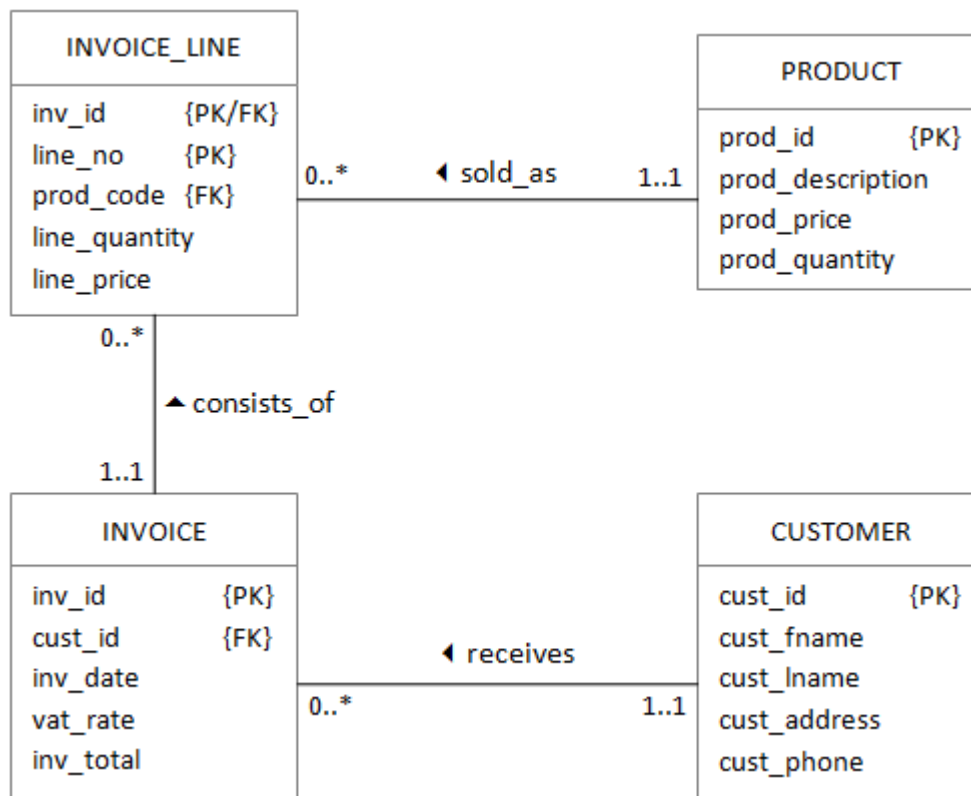 INVOICE_LINE
inv_id {PK/FK}
line_no {PK}
prod_code {FK}
line_quantity
line_price
PRODUCT
prod_id {PK}
prod_description
prod_price
prod_quantity
0..* ◄ sold_as 1..1
0..*
▲ consists_of
1..1
INVOICE
inv_id {PK}
cust_id {FK}
inv_date
vat_rate
inv_total
◄ receives
0..* 1..1
CUSTOMER
cust_id {PK}
cust_fname
cust_lname
cust_address
cust_phone